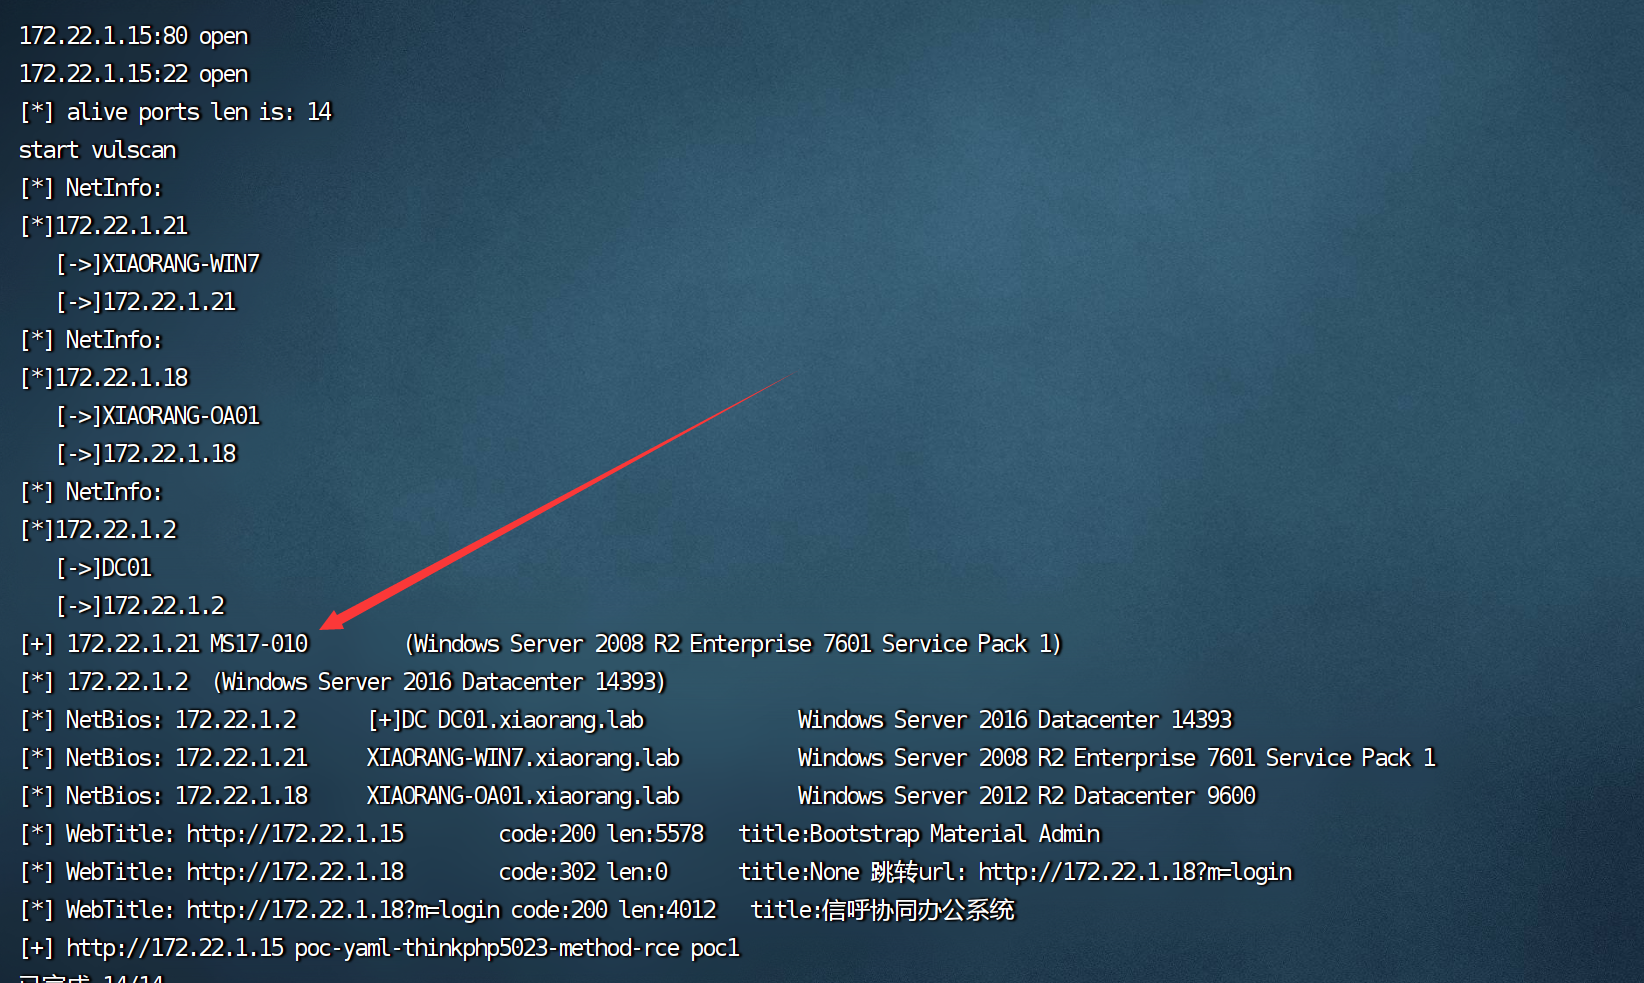 172.22.1.15:80 open
172.22.1.15:22 open
[*] alive ports len is: 14
start vulscan
[*] NetInfo:
[*]172.22.1.21
   [->]XIAORANG-WIN7
   [->]172.22.1.21
[*] NetInfo:
[*]172.22.1.18
   [->]XIAORANG-OA01
   [->]172.22.1.18
[*] NetInfo:
[*]172.22.1.2
   [->]DC01
   [->]172.22.1.2
[+] 172.22.1.21 MS17-010        (Windows Server 2008 R2 Enterprise 7601 Service Pack 1)
[*] 172.22.1.2  (Windows Server 2016 Datacenter 14393)
[*] NetBios: 172.22.1.2      [+]DC DC01.xiaorang.lab             Windows Server 2016 Datacenter 14393
[*] NetBios: 172.22.1.21     XIAORANG-WIN7.xiaorang.lab          Windows Server 2008 R2 Enterprise 7601 Service Pack 1
[*] NetBios: 172.22.1.18     XIAORANG-OA01.xiaorang.lab          Windows Server 2012 R2 Datacenter 9600
[*] WebTitle: http://172.22.1.15        code:200 len:5578   title:Bootstrap Material Admin
[*] WebTitle: http://172.22.1.18        code:302 len:0      title:None 跳转url: http://172.22.1.18?m=login
[*] WebTitle: http://172.22.1.18?m=login code:200 len:4012   title:信呼协同办公系统
[+] http://172.22.1.15 poc-yaml-thinkphp5023-method-rce poc1
已完成 14/14